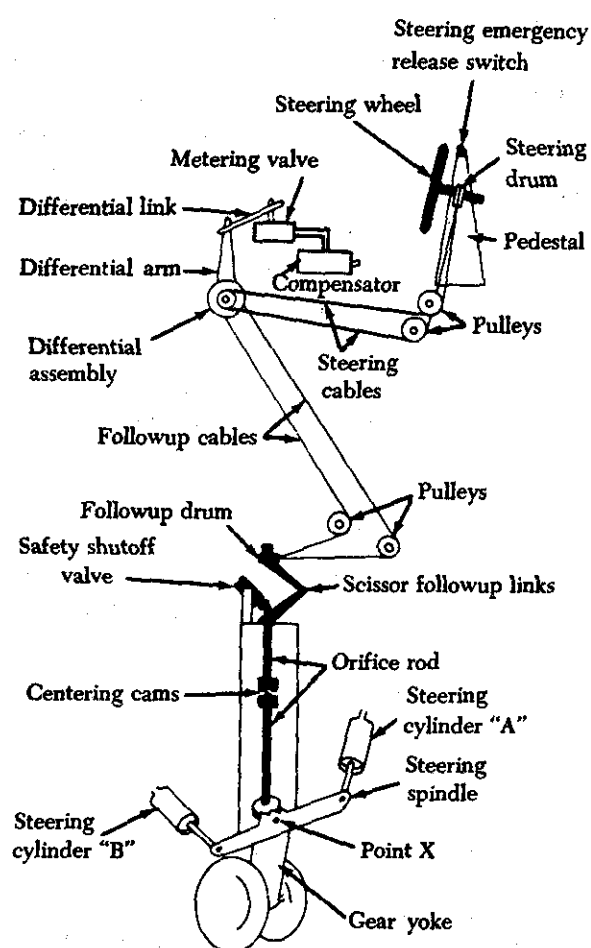 Steering emergency
release switch
Steering wheel
Steering
drum
Metering valve
Differential link
Pedestal
Differential arm
Compensator
Pulleys
Differential
assembly
Steering
cables
Followup cables
Pulleys
Followup drum
Safety shutoff
valve
Scissor followup links
Orifice rod
Centering cams
Steering
cylinder “A”
Steering
spindle
Steering
cylinder “B”
Point X
Gear yoke